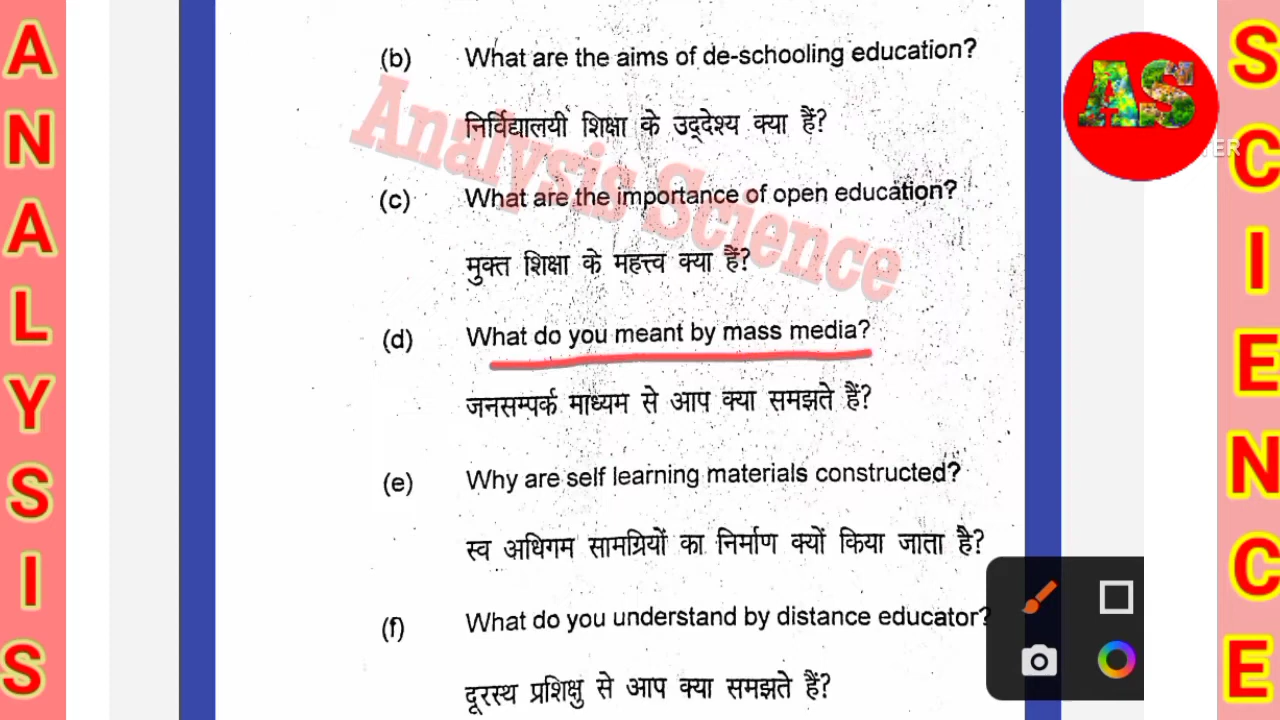 ANALYSIS
SCIENCE
AS
TER
Analysis Science
(b) What are the aims of de-schooling education?
निर्विद्यालयी शिक्षा के उद्देश्य क्या हैं?
(c) What are the importance of open education?
मुक्त शिक्षा के महत्त्व क्या हैं?
(d) What do you meant by mass media?
जनसम्पर्क माध्यम से आप क्या समझते हैं?
(e) Why are self learning materials constructed?
स्व अधिगम सामग्रियों का निर्माण क्यों किया जाता है?
(f) What do you understand by distance educator?
दूरस्थ प्रशिक्षु से आप क्या समझते हैं?